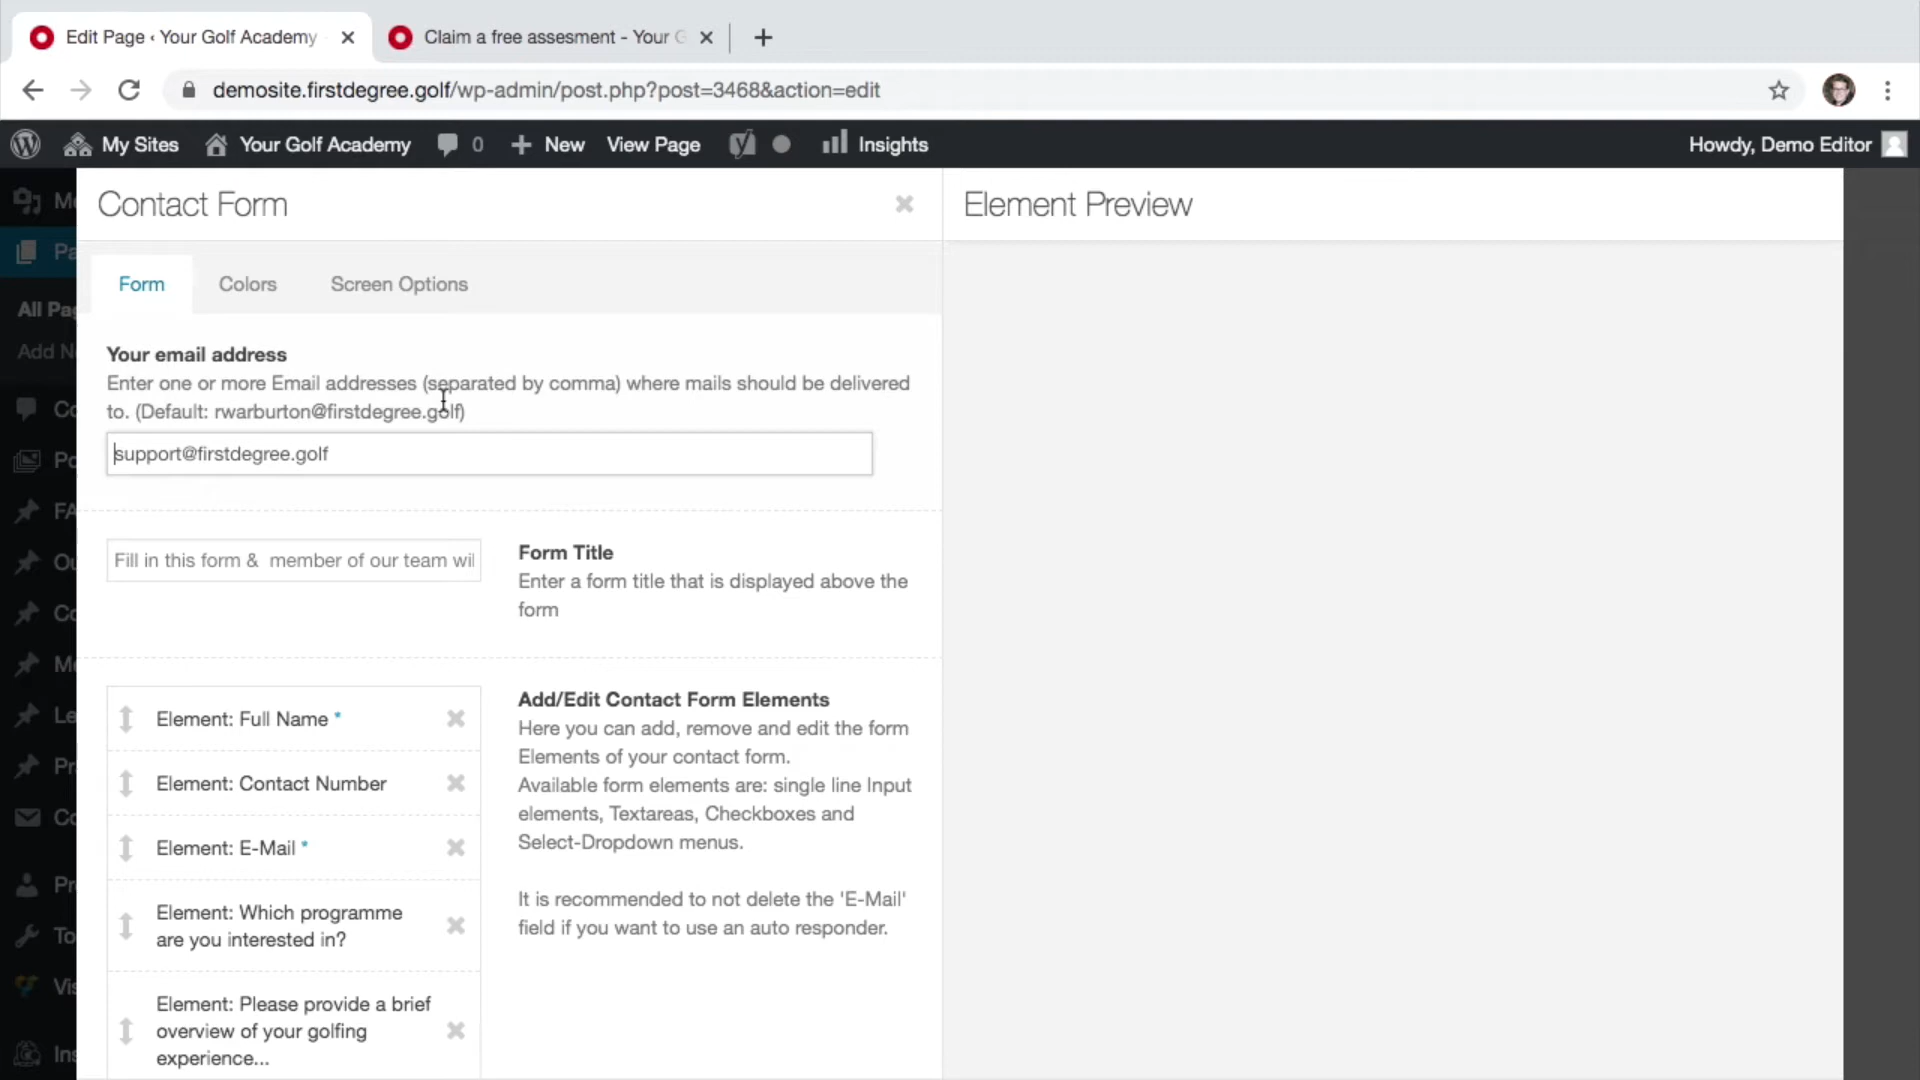 Edit Page ‹ Your Golf Academy
Claim a free assesment - Your G
demosite.firstdegree.golf/wp-admin/post.php?post=3468&action=edit
My Sites
Your Golf Academy
0
New
View Page
Insights
Howdy, Demo Editor
Contact Form
Element Preview
Form
Colors
Screen Options
All Pag
Add N
Your email address
Enter one or more Email addresses (separated by comma) where mails should be delivered
to. (Default: rwarburton@firstdegree.golf)
support@firstdegree.golf
Fill in this form &  member of our team wil
Form Title
Enter a form title that is displayed above the
form
Element: Full Name *
Element: Contact Number
Element: E-Mail *
Element: Which programme
are you interested in?
Element: Please provide a brief
overview of your golfing
experience...
Add/Edit Contact Form Elements
Here you can add, remove and edit the form
Elements of your contact form.
Available form elements are: single line Input
elements, Textareas, Checkboxes and
Select-Dropdown menus.
It is recommended to not delete the 'E-Mail'
field if you want to use an auto responder.